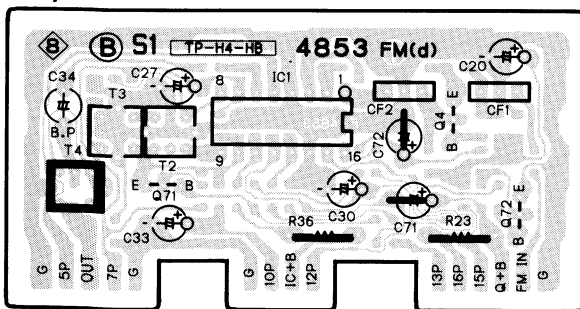 8 B S1 TP-H4-HB 4853 FM(d)
C34 T3 C27 8 IC1 1 C20
CF2 E CF1
Q4
B.P C72 B
T4 T2 9 16
E B
Q71
C30 C71 Q72 E
C33 R36 R23 B
G 5P OUT 7P G G 10P IC+B 12P 13P 16P 15P Q+B FM IN G